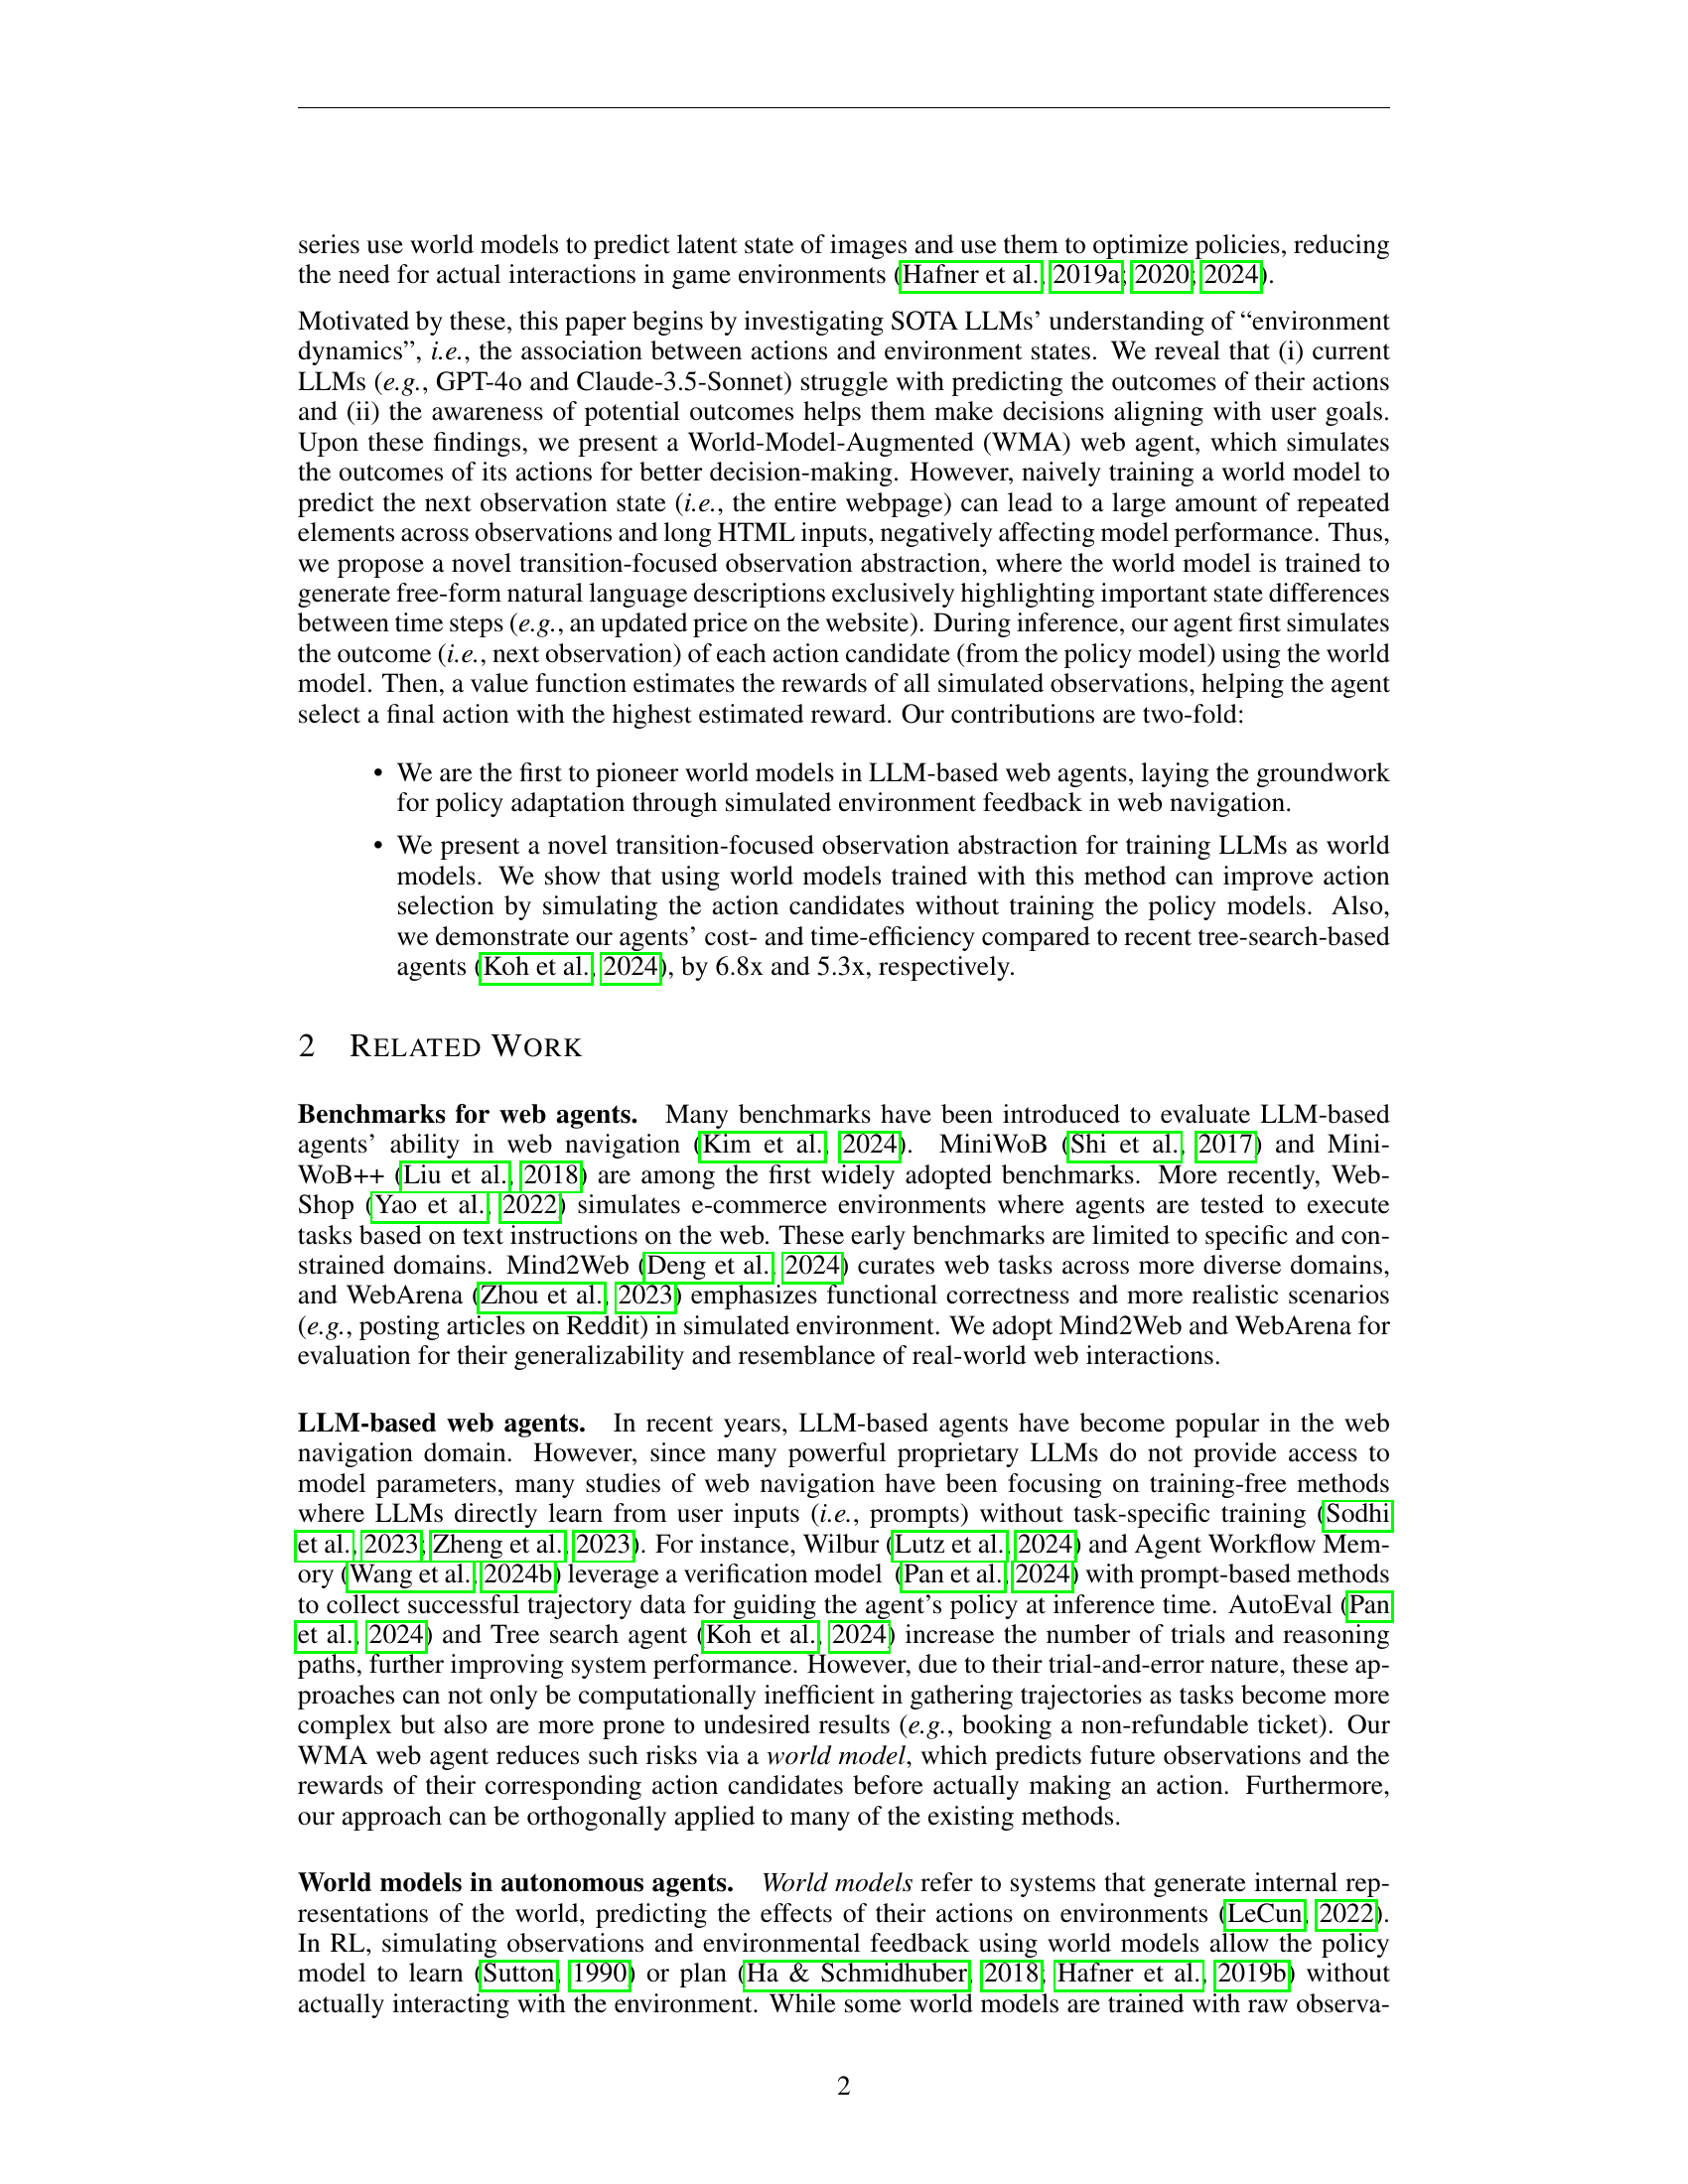 series use world models to predict latent state of images and use them to optimize policies, reducing
the need for actual interactions in game environments (Hafner et al., 2019a; 2020; 2024).
Motivated by these, this paper begins by investigating SOTA LLMs' understanding of “environment
dynamics”, i.e., the association between actions and environment states. We reveal that (i) current
LLMs (e.g., GPT-4o and Claude-3.5-Sonnet) struggle with predicting the outcomes of their actions
and (ii) the awareness of potential outcomes helps them make decisions aligning with user goals.
Upon these findings, we present a World-Model-Augmented (WMA) web agent, which simulates
the outcomes of its actions for better decision-making. However, naively training a world model to
predict the next observation state (i.e., the entire webpage) can lead to a large amount of repeated
elements across observations and long HTML inputs, negatively affecting model performance. Thus,
we propose a novel transition-focused observation abstraction, where the world model is trained to
generate free-form natural language descriptions exclusively highlighting important state differences
between time steps (e.g., an updated price on the website). During inference, our agent first simulates
the outcome (i.e., next observation) of each action candidate (from the policy model) using the world
model. Then, a value function estimates the rewards of all simulated observations, helping the agent
select a final action with the highest estimated reward. Our contributions are two-fold:
• We are the first to pioneer world models in LLM-based web agents, laying the groundwork
for policy adaptation through simulated environment feedback in web navigation.
• We present a novel transition-focused observation abstraction for training LLMs as world
models. We show that using world models trained with this method can improve action
selection by simulating the action candidates without training the policy models. Also,
we demonstrate our agents' cost- and time-efficiency compared to recent tree-search-based
agents (Koh et al., 2024), by 6.8x and 5.3x, respectively.
2 RELATED WORK
Benchmarks for web agents. Many benchmarks have been introduced to evaluate LLM-based
agents' ability in web navigation (Kim et al., 2024). MiniWoB (Shi et al., 2017) and Mini-
WoB++ (Liu et al., 2018) are among the first widely adopted benchmarks. More recently, Web-
Shop (Yao et al., 2022) simulates e-commerce environments where agents are tested to execute
tasks based on text instructions on the web. These early benchmarks are limited to specific and con-
strained domains. Mind2Web (Deng et al., 2024) curates web tasks across more diverse domains,
and WebArena (Zhou et al., 2023) emphasizes functional correctness and more realistic scenarios
(e.g., posting articles on Reddit) in simulated environment. We adopt Mind2Web and WebArena for
evaluation for their generalizability and resemblance of real-world web interactions.
LLM-based web agents. In recent years, LLM-based agents have become popular in the web
navigation domain. However, since many powerful proprietary LLMs do not provide access to
model parameters, many studies of web navigation have been focusing on training-free methods
where LLMs directly learn from user inputs (i.e., prompts) without task-specific training (Sodhi
et al., 2023; Zheng et al., 2023). For instance, Wilbur (Lutz et al., 2024) and Agent Workflow Mem-
ory (Wang et al., 2024b) leverage a verification model (Pan et al., 2024) with prompt-based methods
to collect successful trajectory data for guiding the agent's policy at inference time. AutoEval (Pan
et al., 2024) and Tree search agent (Koh et al., 2024) increase the number of trials and reasoning
paths, further improving system performance. However, due to their trial-and-error nature, these ap-
proaches can not only be computationally inefficient in gathering trajectories as tasks become more
complex but also are more prone to undesired results (e.g., booking a non-refundable ticket). Our
WMA web agent reduces such risks via a world model, which predicts future observations and the
rewards of their corresponding action candidates before actually making an action. Furthermore,
our approach can be orthogonally applied to many of the existing methods.
World models in autonomous agents. World models refer to systems that generate internal rep-
resentations of the world, predicting the effects of their actions on environments (LeCun, 2022).
In RL, simulating observations and environmental feedback using world models allow the policy
model to learn (Sutton, 1990) or plan (Ha & Schmidhuber, 2018; Hafner et al., 2019b) without
actually interacting with the environment. While some world models are trained with raw observa-
2